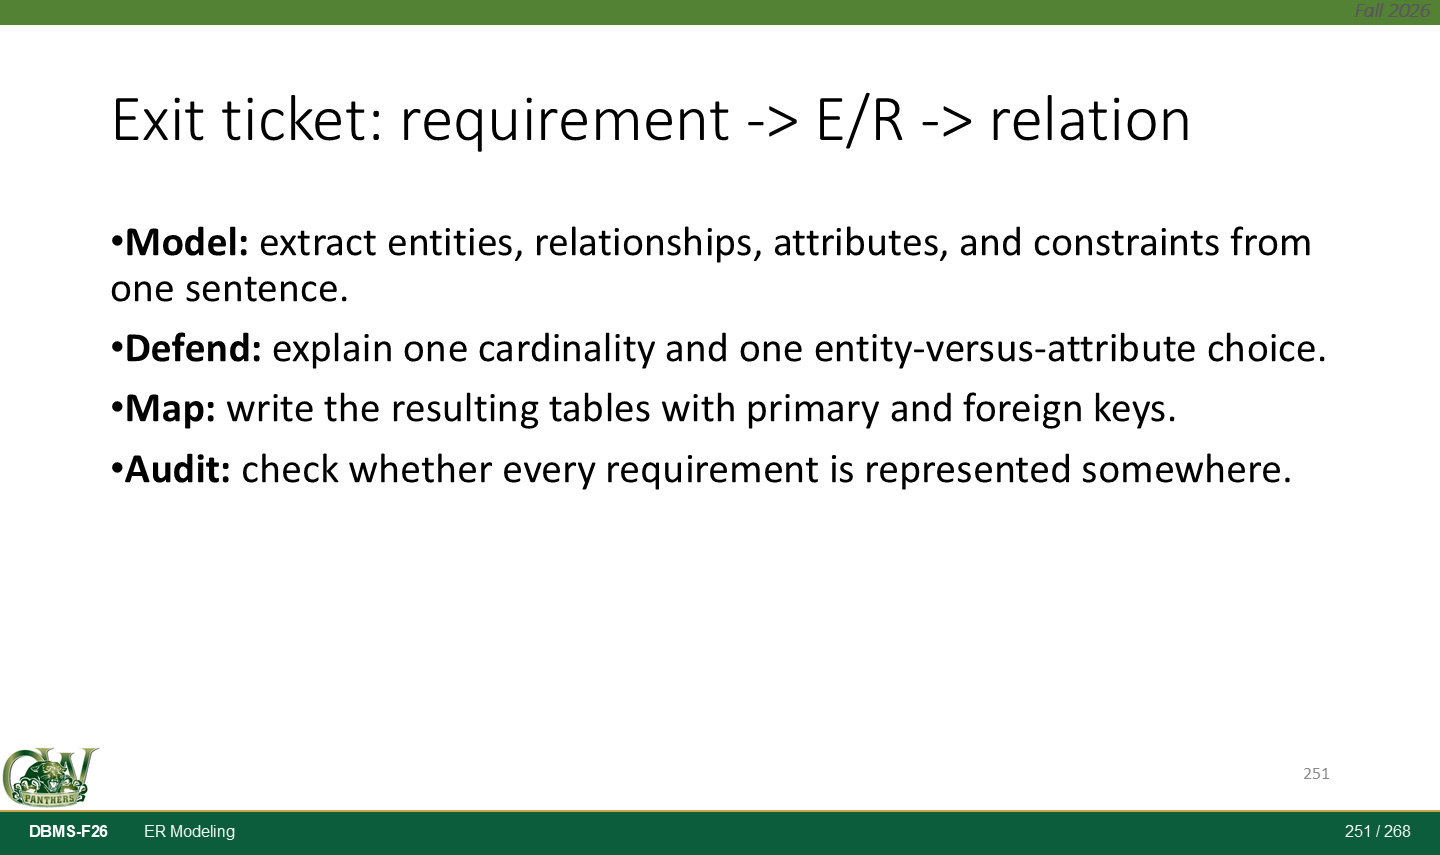 Fall 2026
Exit ticket: requirement -> E/R -> relation
•Model: extract entities, relationships, attributes, and constraints from
one sentence.
•Defend: explain one cardinality and one entity-versus-attribute choice.
•Map: write the resulting tables with primary and foreign keys.
•Audit: check whether every requirement is represented somewhere.
OW
PANTHERS
251
DBMS-F26 ER Modeling 251 / 268